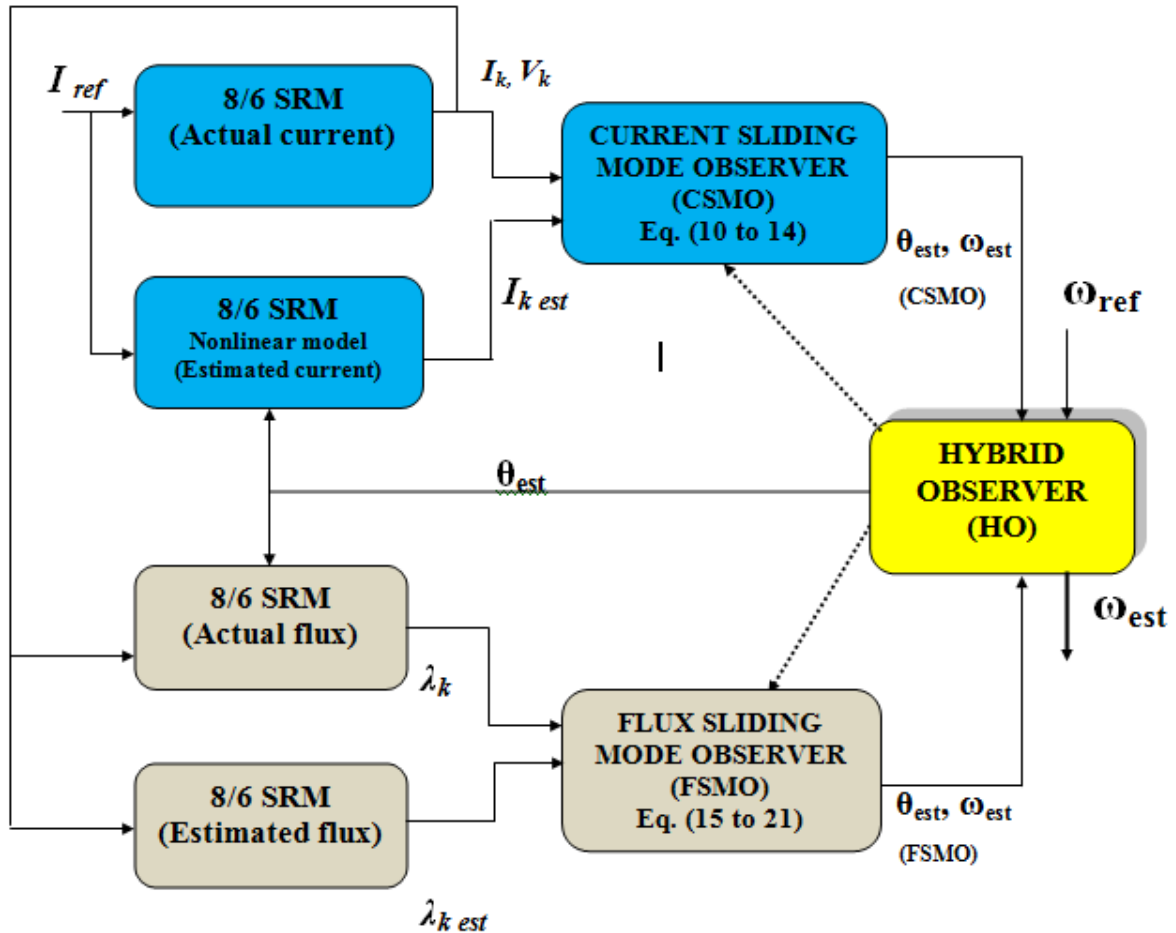 I ref
8/6 SRM
(Actual current)
Ik, Vk
CURRENT SLIDING
MODE OBSERVER
(CSMO)
Eq. (10 to 14)
8/6 SRM
Nonlinear model
(Estimated current)
Ik est
θest, ωest
(CSMO)
ωref
HYBRID
OBSERVER
(HO)
θest
ωest
8/6 SRM
(Actual flux)
λk
FLUX SLIDING
MODE OBSERVER
(FSMO)
Eq. (15 to 21)
8/6 SRM
(Estimated flux)
λk est
θest, ωest
(FSMO)